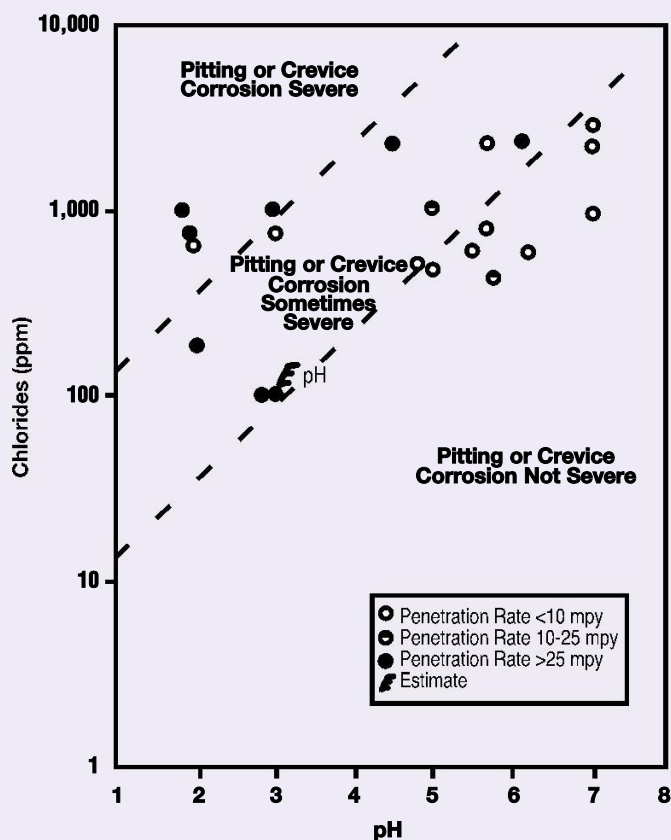 10,000
Pitting or Crevice
Corrosion Severe
1,000
Pitting or Crevice
Corrosion
Sometimes
Severe
Chlorides (ppm)
100
pH
Pitting or Crevice
Corrosion Not Severe
10
Penetration Rate <10 mpy
Penetration Rate 10-25 mpy
Penetration Rate >25 mpy
Estimate
1
1 2 3 4 5 6 7 8
pH